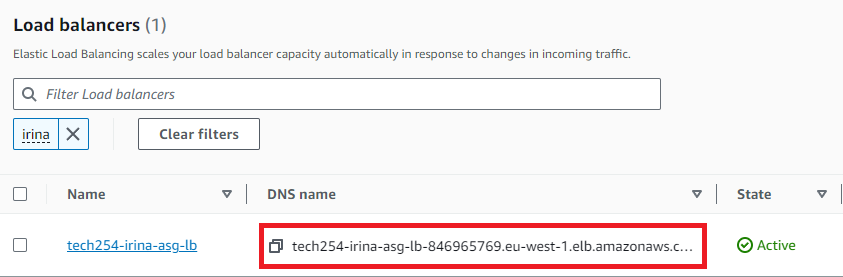 Load balancers (1)
Elastic Load Balancing scales your load balancer capacity automatically in response to changes in incoming traffic.
Filter Load balancers
irina Clear filters
Name DNS name State
tech254-irina-asg-lb tech254-irina-asg-lb-846965769.eu-west-1.elb.amazonaws.c... Active